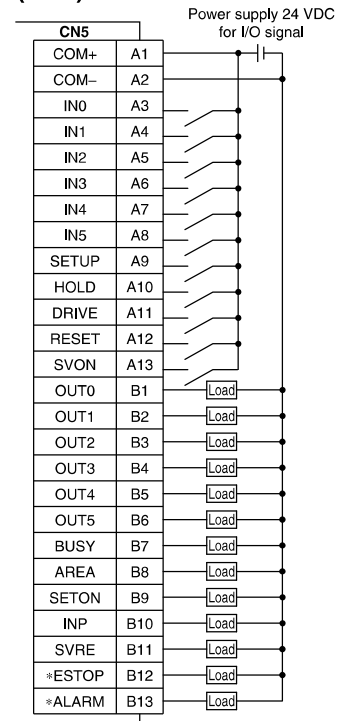 Power supply 24 VDC
for I/O signal
CN5
COM+ A1
COM– A2
IN0 A3
IN1 A4
IN2 A5
IN3 A6
IN4 A7
IN5 A8
SETUP A9
HOLD A10
DRIVE A11
RESET A12
SVON A13
OUT0 B1 Load
OUT1 B2 Load
OUT2 B3 Load
OUT3 B4 Load
OUT4 B5 Load
OUT5 B6 Load
BUSY B7 Load
AREA B8 Load
SETON B9 Load
INP B10 Load
SVRE B11 Load
*ESTOP B12 Load
*ALARM B13 Load